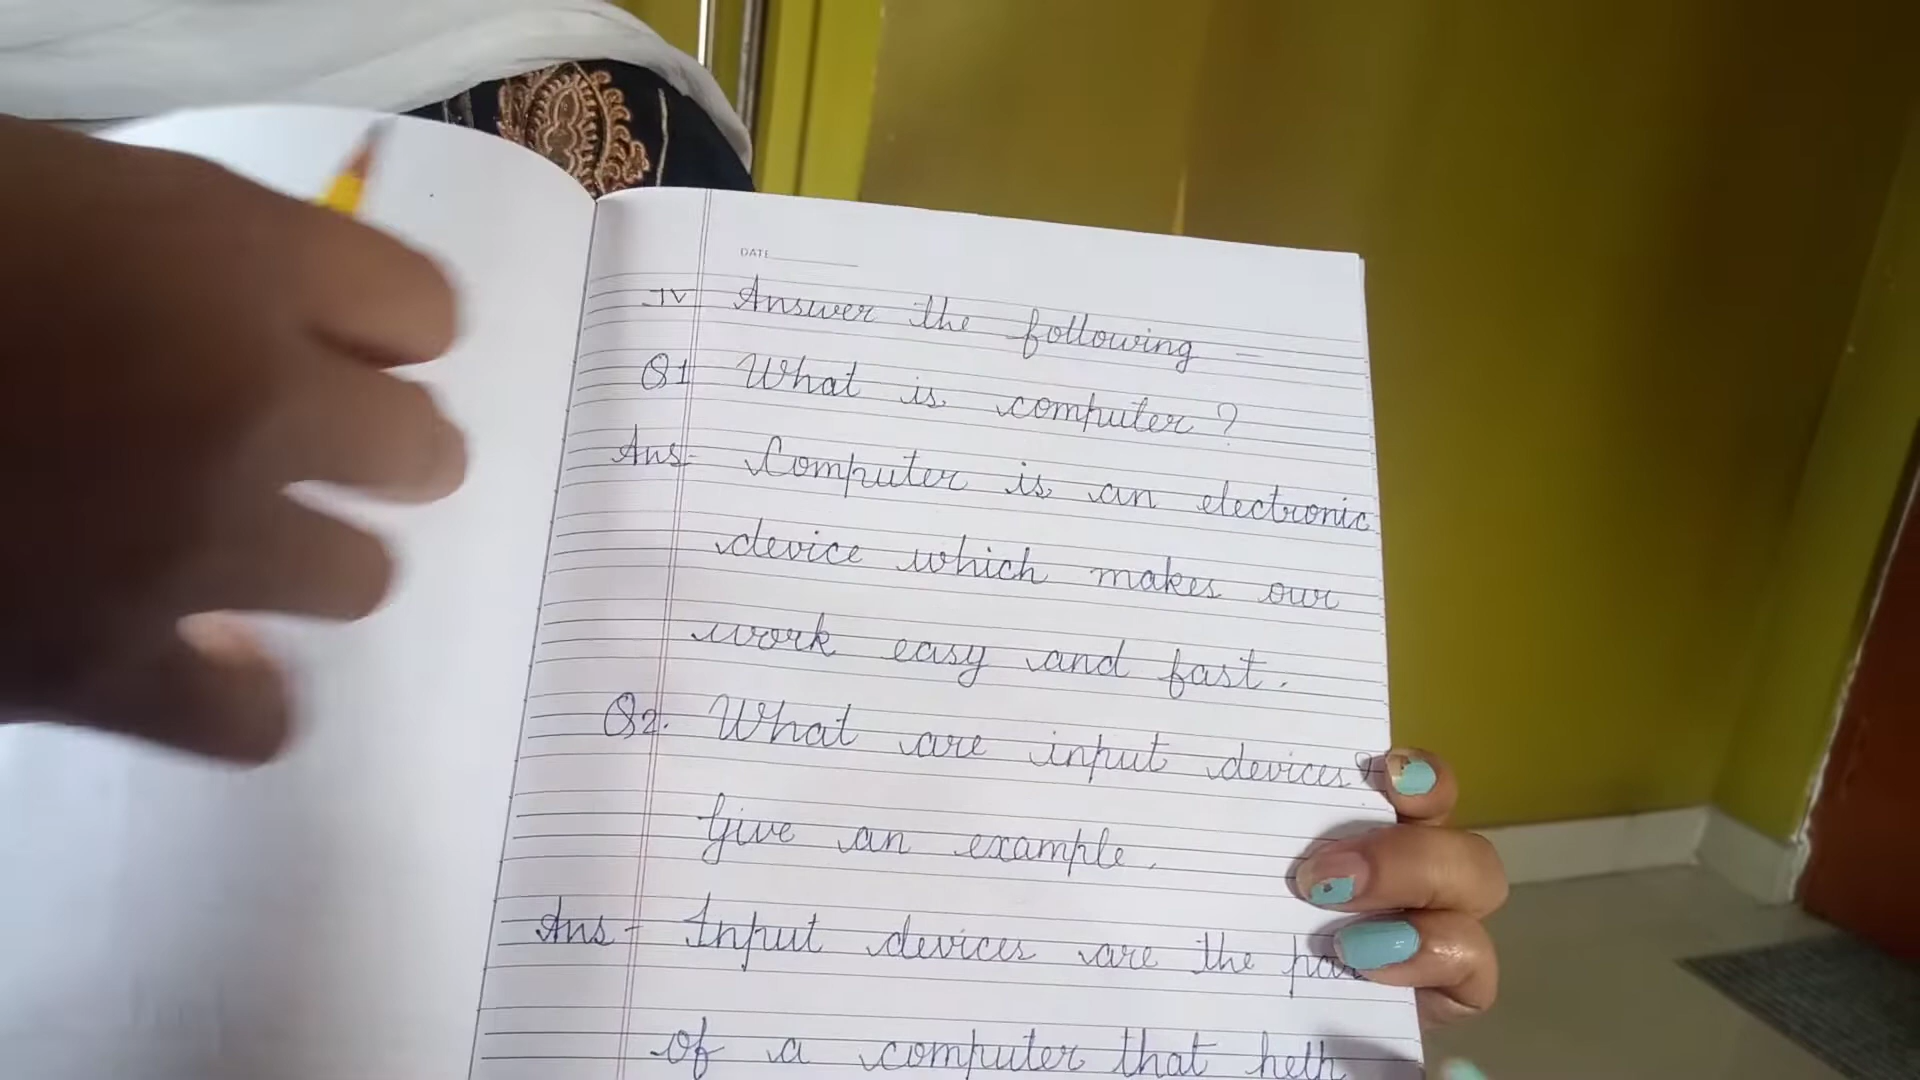 DATE
IV Answer the following -
Q1 What is computer?
Ans- Computer is an electronic
device which makes our
work easy and fast.
Q2. What are input devices?
Give an example.
Ans- Input devices are the
of a computer that